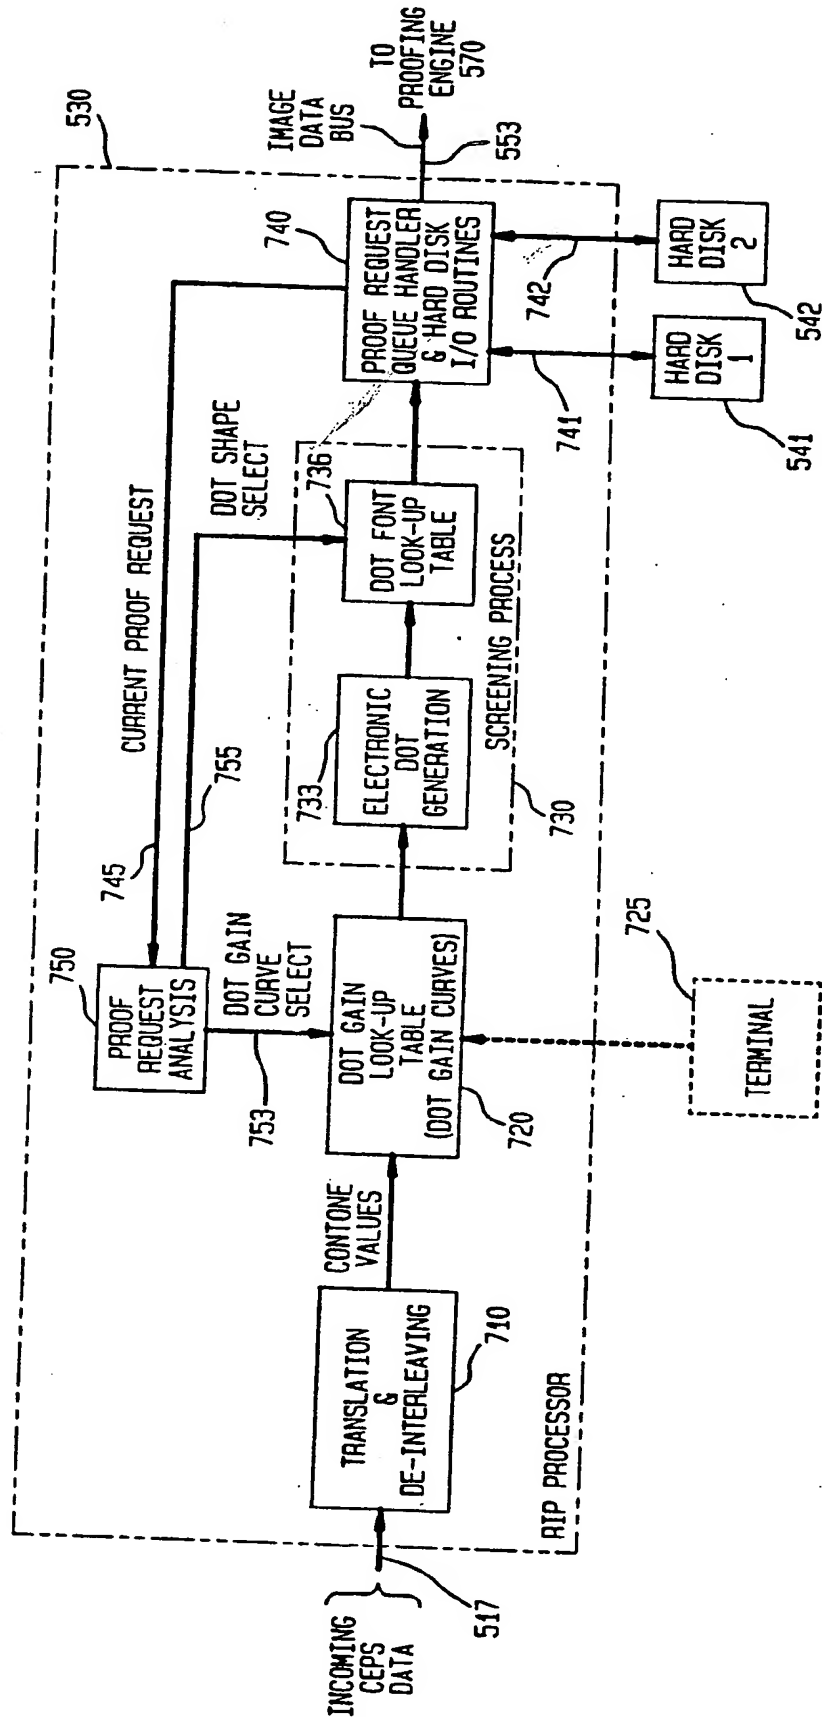 530
IMAGE
DATA
BUS
TO
PROOFING
ENGINE
570
553
740
PROOF REQUEST
QUEUE HANDLER
& HARD DISK
I/O ROUTINES
CURRENT PROOF REQUEST
745
755
DOT SHAPE
SELECT
750
PROOF
REQUEST
ANALYSIS
DOT GAIN
CURVE
SELECT
753
INCOMING
CEPS
DATA
517
TRANSLATION
&
DE-INTERLEAVING
710
CONTONE
VALUES
DOT GAIN
LOOK-UP
TABLE
(DOT GAIN CURVES)
720
733
ELECTRONIC
DOT
GENERATION
736
DOT FONT
LOOK-UP
TABLE
SCREENING PROCESS
730
741
742
HARD
DISK
1
541
HARD
DISK
2
542
725
TERMINAL
RIP PROCESSOR